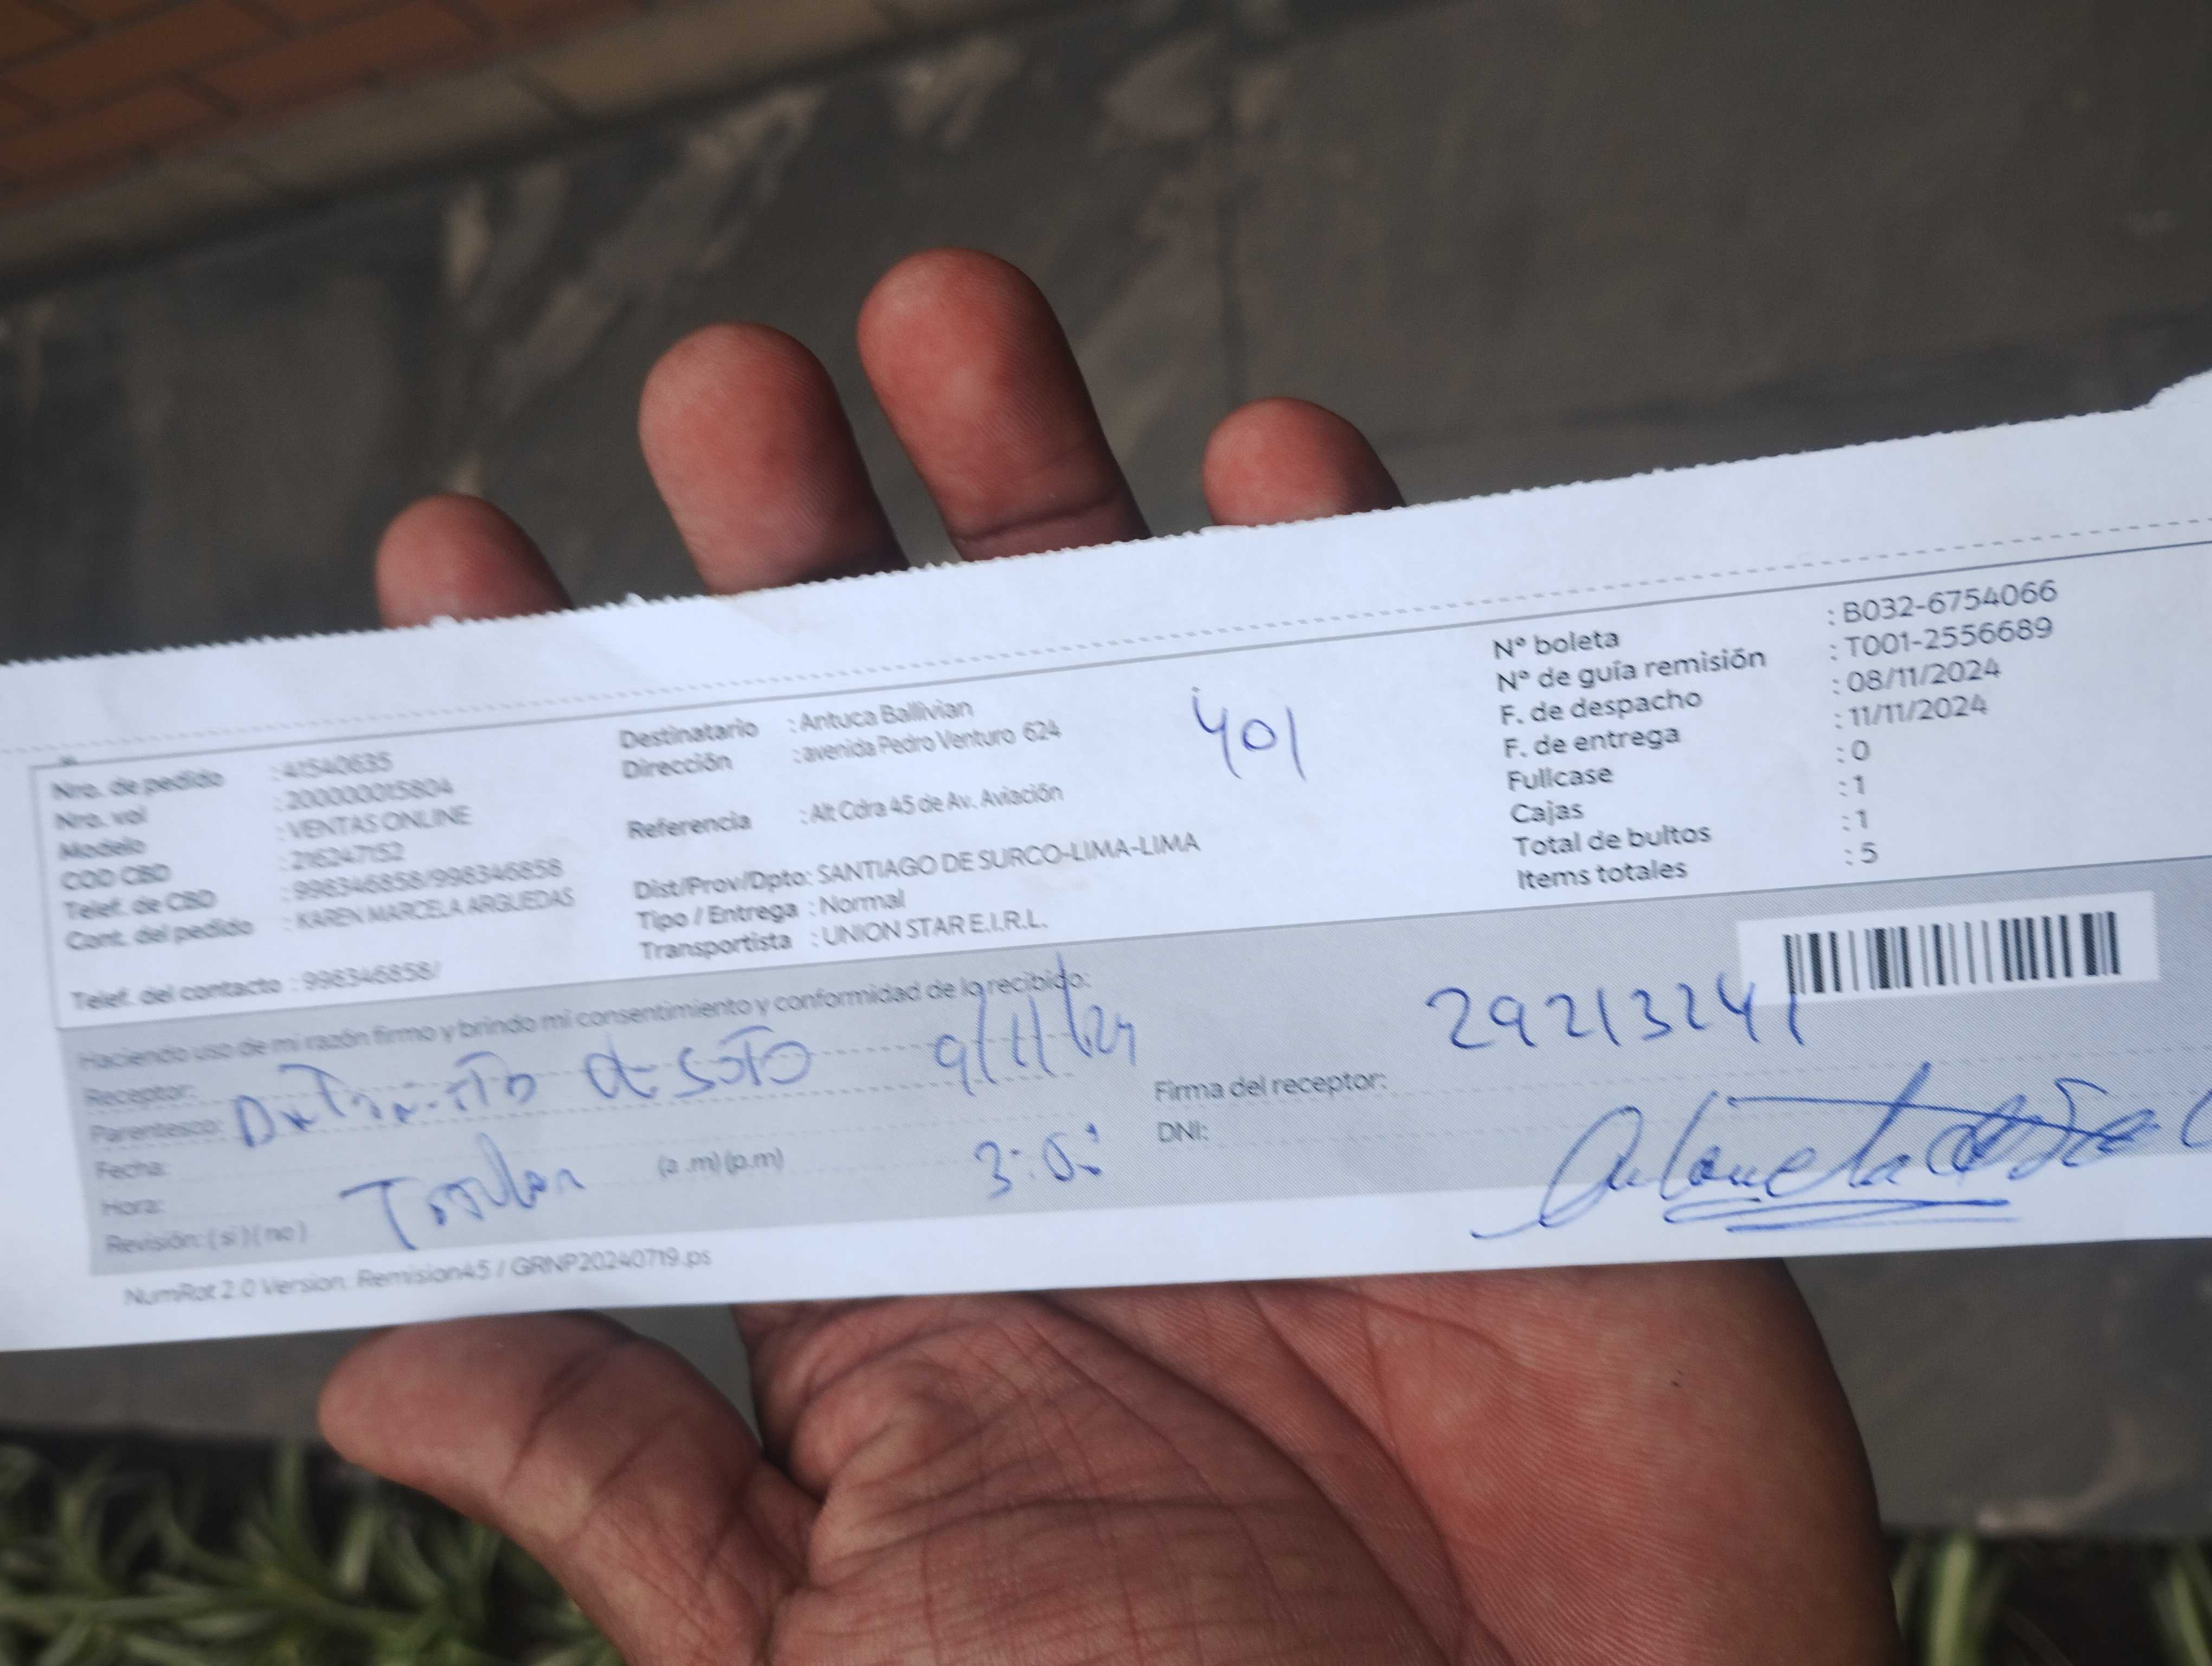 Nro. de pedido : 41540635
Nro. vol : 200000015804
Modelo : VENTAS ONLINE
COD CBD : 216247152
Telef. de CBD : 998346858/998346858
Cont. del pedido : KAREN MARCELA ARGUEDAS
Telef. del contacto : 998346858/
Destinatario : Antuca Ballivian
Dirección : avenida Pedro Venturo 624
401
Referencia : Alt Cdra 45 de Av. Aviación
Dist/Prov/Dpto: SANTIAGO DE SURCO-LIMA-LIMA
Tipo / Entrega : Normal
Transportista : UNION STAR E.I.R.L.
N° boleta : B032-6754066
N° de guía remisión : T001-2556689
F. de despacho : 08/11/2024
F. de entrega : 11/11/2024
Fullcase : 0
Cajas : 1
Total de bultos : 1
Items totales : 5
Haciendo uso de mi razón firmo y brindo mi consentimiento y conformidad de lo recibido:
Receptor:
Parentesco:
Fecha: 9/11/24
Hora: (a .m) (p.m)
Revisión: ( si ) ( no )
Firma del receptor: 29213241
DNI:
NumRot 2.0 Version: Remision45 / GRNP20240719.ps